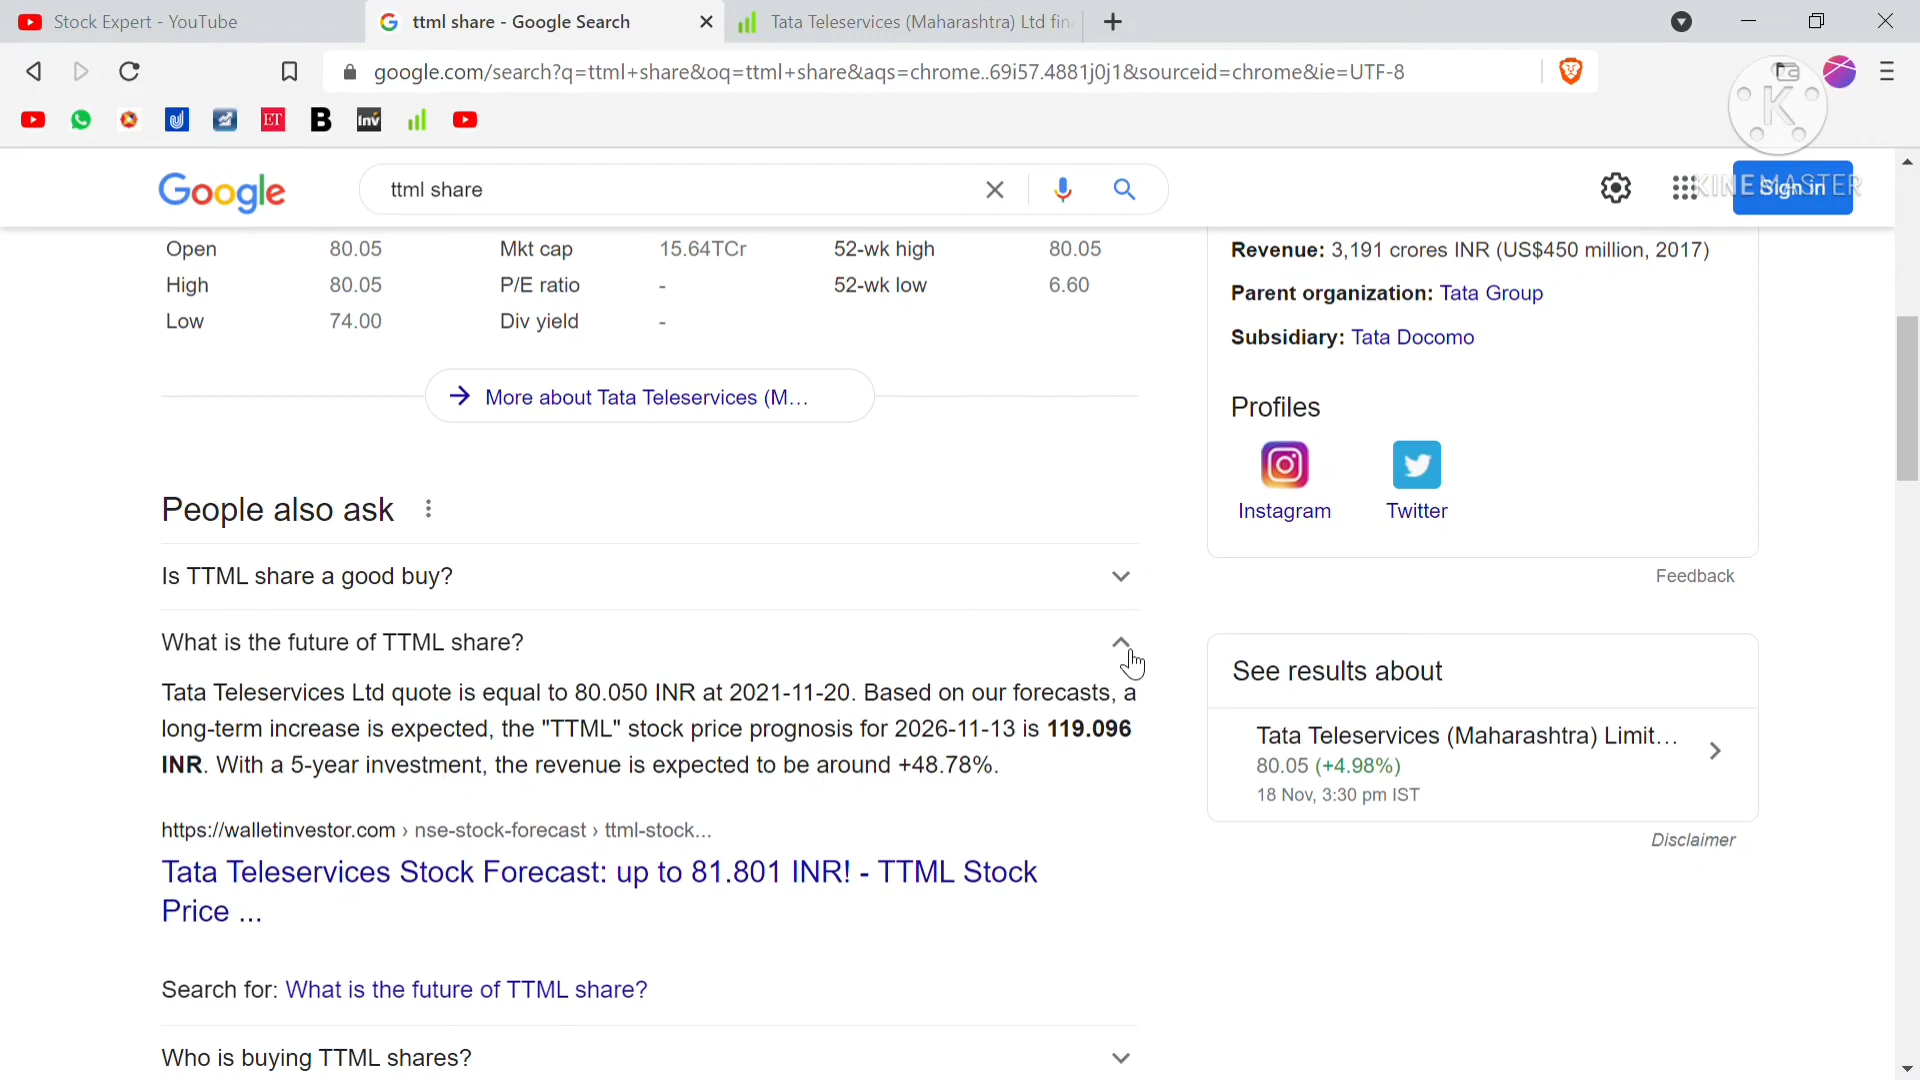 Stock Expert - YouTube
ttml share - Google Search
Tata Teleservices (Maharashtra) Ltd fin
google.com/search?q=ttml+share&oq=ttml+share&aqs=chrome..69i57.4881j0j1&sourceid=chrome&ie=UTF-8
ET
B
Inv
K
Google
ttml share
KINEMASTER
Sign in
Open 80.05 Mkt cap 15.64TCr 52-wk high 80.05
High 80.05 P/E ratio - 52-wk low 6.60
Low 74.00 Div yield -
Revenue: 3,191 crores INR (US$450 million, 2017)
Parent organization: Tata Group
Subsidiary: Tata Docomo
More about Tata Teleservices (M...
Profiles
Instagram
Twitter
Feedback
People also ask
Is TTML share a good buy?
What is the future of TTML share?
Tata Teleservices Ltd quote is equal to 80.050 INR at 2021-11-20. Based on our forecasts, a
long-term increase is expected, the "TTML" stock price prognosis for 2026-11-13 is 119.096
INR. With a 5-year investment, the revenue is expected to be around +48.78%.
https://walletinvestor.com › nse-stock-forecast › ttml-stock...
Tata Teleservices Stock Forecast: up to 81.801 INR! - TTML Stock
Price ...
Search for: What is the future of TTML share?
Who is buying TTML shares?
See results about
Tata Teleservices (Maharashtra) Limit...
80.05 (+4.98%)
18 Nov, 3:30 pm IST
Disclaimer